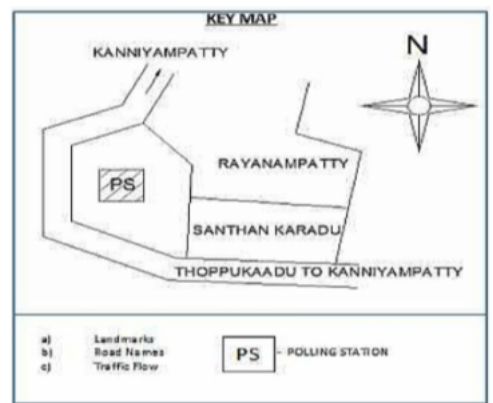 KEY MAP
KANNIYAMPATTY
N
RAYANAMPATTY
PS
SANTHAN KARADU
THOPPUKAADU TO KANNIYAMPATTY
a) Landmarks
b) Road Names
c) Traffic Flow
PS - POLLING STATION